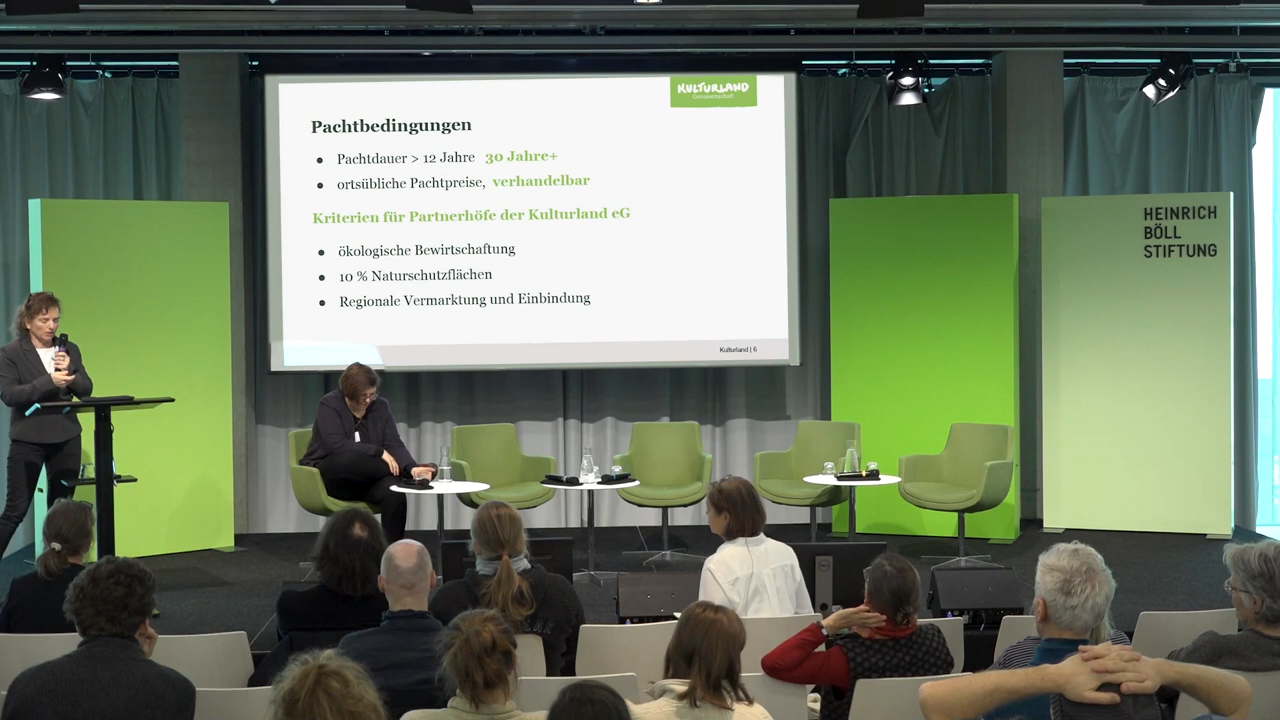 KULTURLAND
Genossenschaft
Pachtbedingungen
● Pachtdauer > 12 Jahre 30 Jahre+
● ortsübliche Pachtpreise, verhandelbar
Kriterien für Partnerhöfe der Kulturland eG
● ökologische Bewirtschaftung
● 10 % Naturschutzflächen
● Regionale Vermarktung und Einbindung
Kulturland | 6
HEINRICH
BÖLL
STIFTUNG